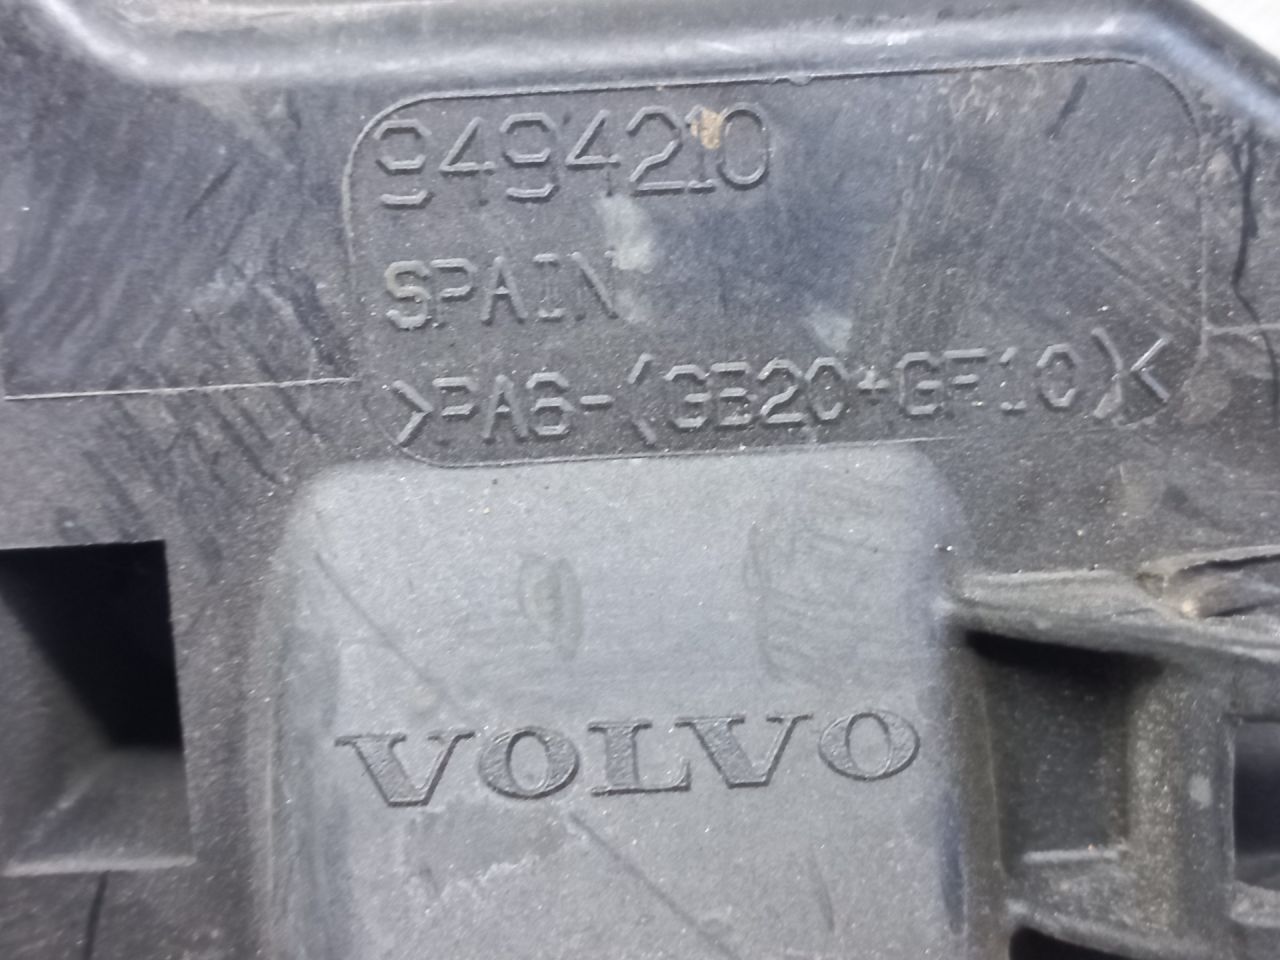 9494210
SPAIN
>PA6-(GB20+GF10)<
VOLVO